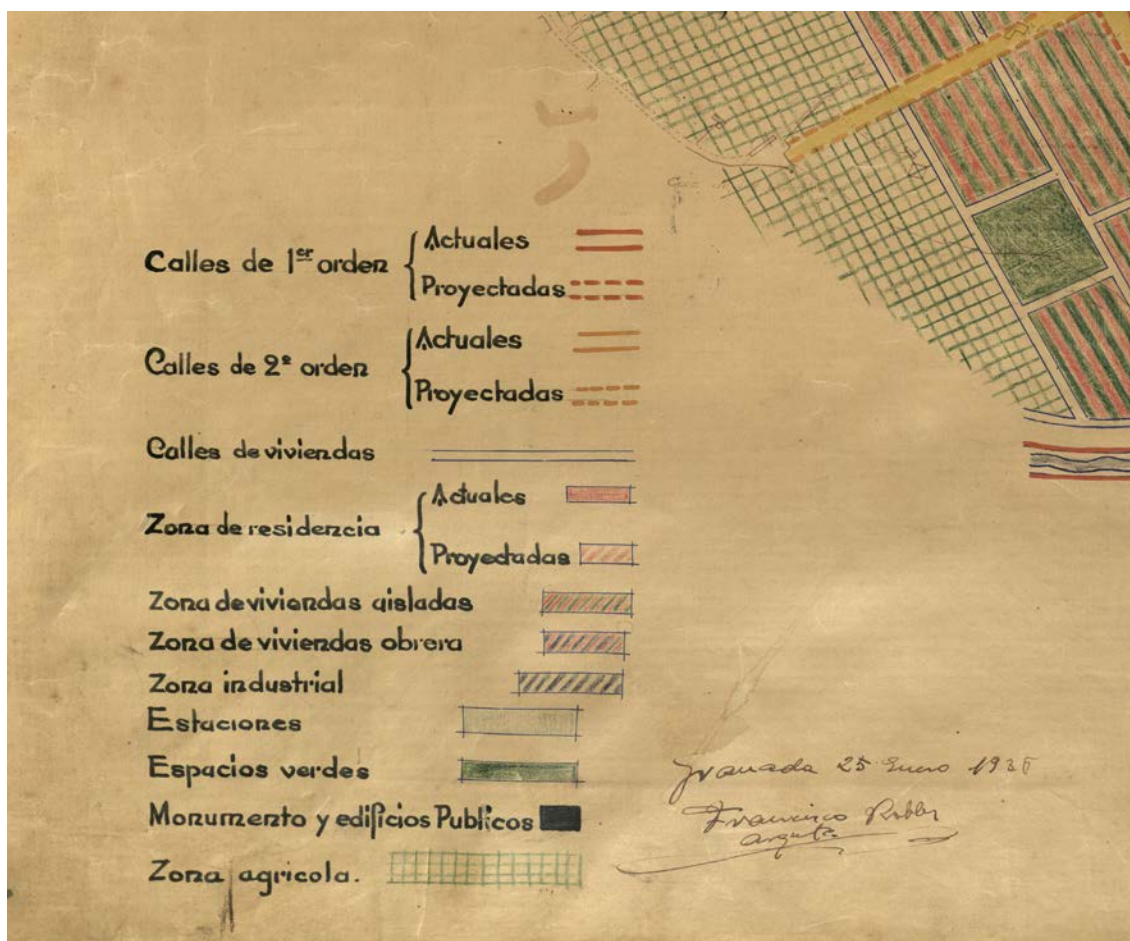 Calles de 1er orden
Actuales
Proyectadas
Calles de 2º orden
Actuales
Proyectadas
Calles de viviendas
Zona de residencia
Actuales
Proyectadas
Zona de viviendas aisladas
Zona de viviendas obrera
Zona industrial
Estaciones
Espacios verdes
Monumento y edificios Publicos
Zona agricola.
Granada 25 Enero
Francisco Robles